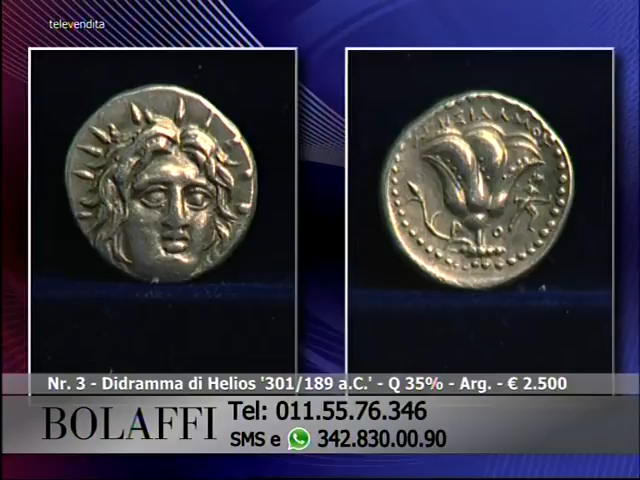 televendita
Nr. 3 - Didramma di Helios '301/189 a.C.' - Q 35% - Arg. - € 2.500
BOLAFFI
Tel: 011.55.76.346
SMS e 342.830.00.90